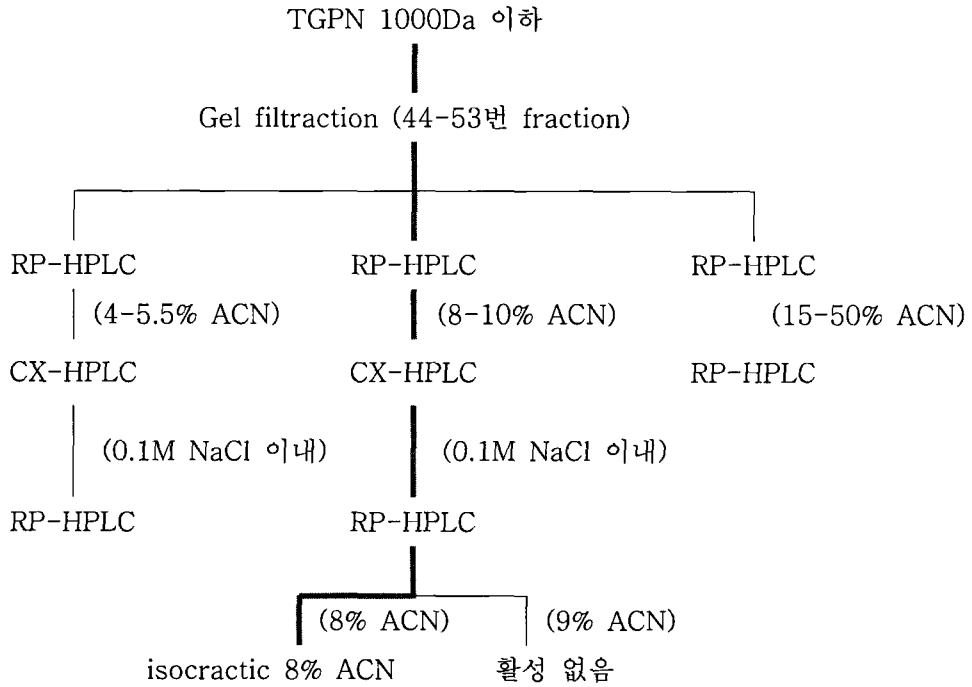 TGPN 1000Da 이하
Gel filtraction (44-53번 fraction)
RP-HPLC RP-HPLC RP-HPLC
(4-5.5% ACN) (8-10% ACN) (15-50% ACN)
CX-HPLC CX-HPLC RP-HPLC
(0.1M NaCl 이내) (0.1M NaCl 이내)
RP-HPLC RP-HPLC
(8% ACN) (9% ACN)
isocractic 8% ACN 활성 없음